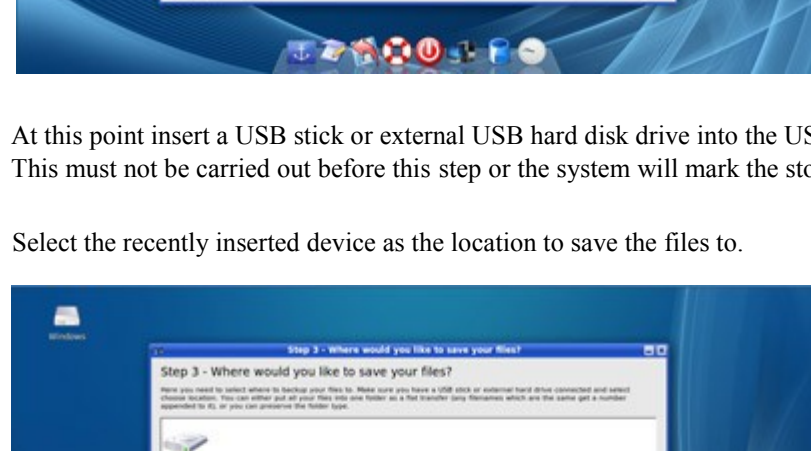 At this point insert a USB stick or external USB hard disk drive into the
This must not be carried out before this step or the system will mark the
Select the recently inserted device as the location to save the files to.
Windows
Step 3 - Where would you like to save your files?
Step 3 - Where would you like to save your files?
Here you need to select where to backup your files to. Make sure you have a USB stick or external hard drive connected and select
choose location. You can either put all your files into one folder as a flat transfer (any filenames which are the same get a number
appended to it), or you can preserve the folder type.